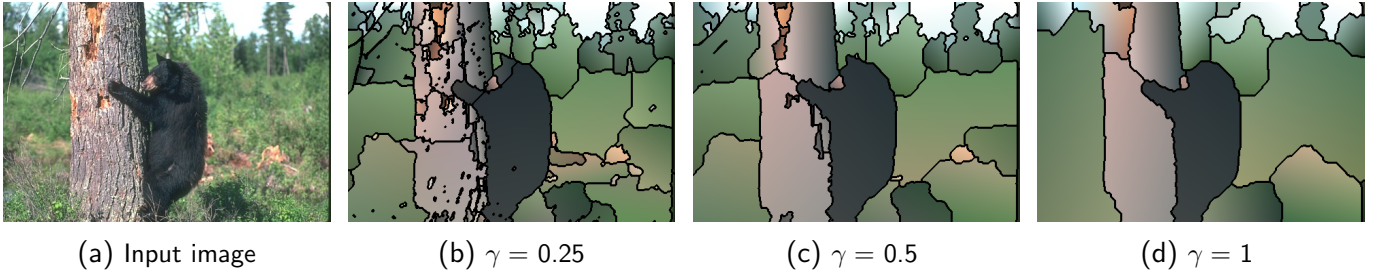 (a) Input image
(b) γ = 0.25
(c) γ = 0.5
(d) γ = 1